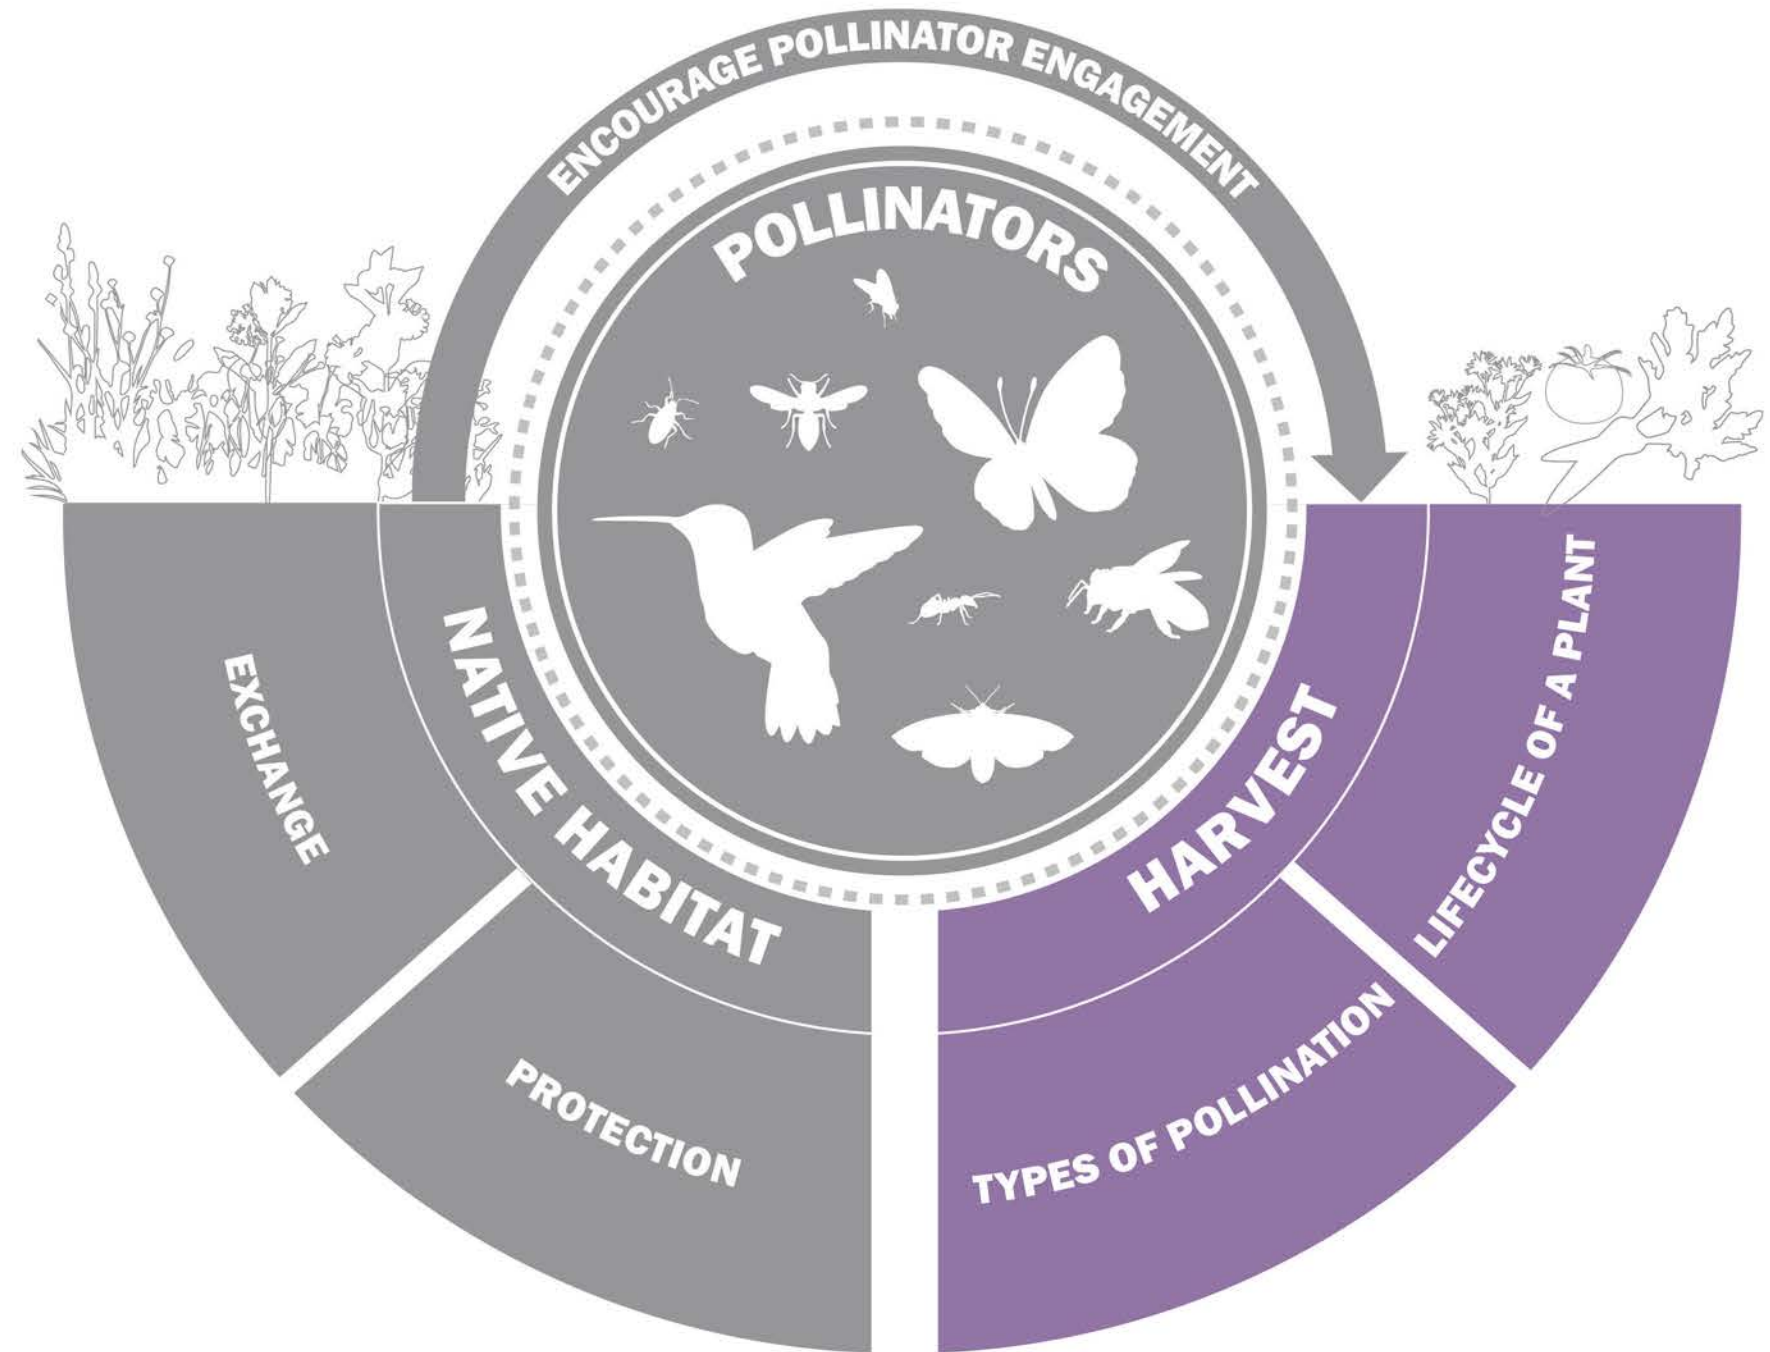 ENCOURAGE POLLINATOR ENGAGEMENT
POLLINATORS
NATIVE HABITAT
EXCHANGE
PROTECTION
HARVEST
LIFECYCLE OF A PLANT
TYPES OF POLLINATION